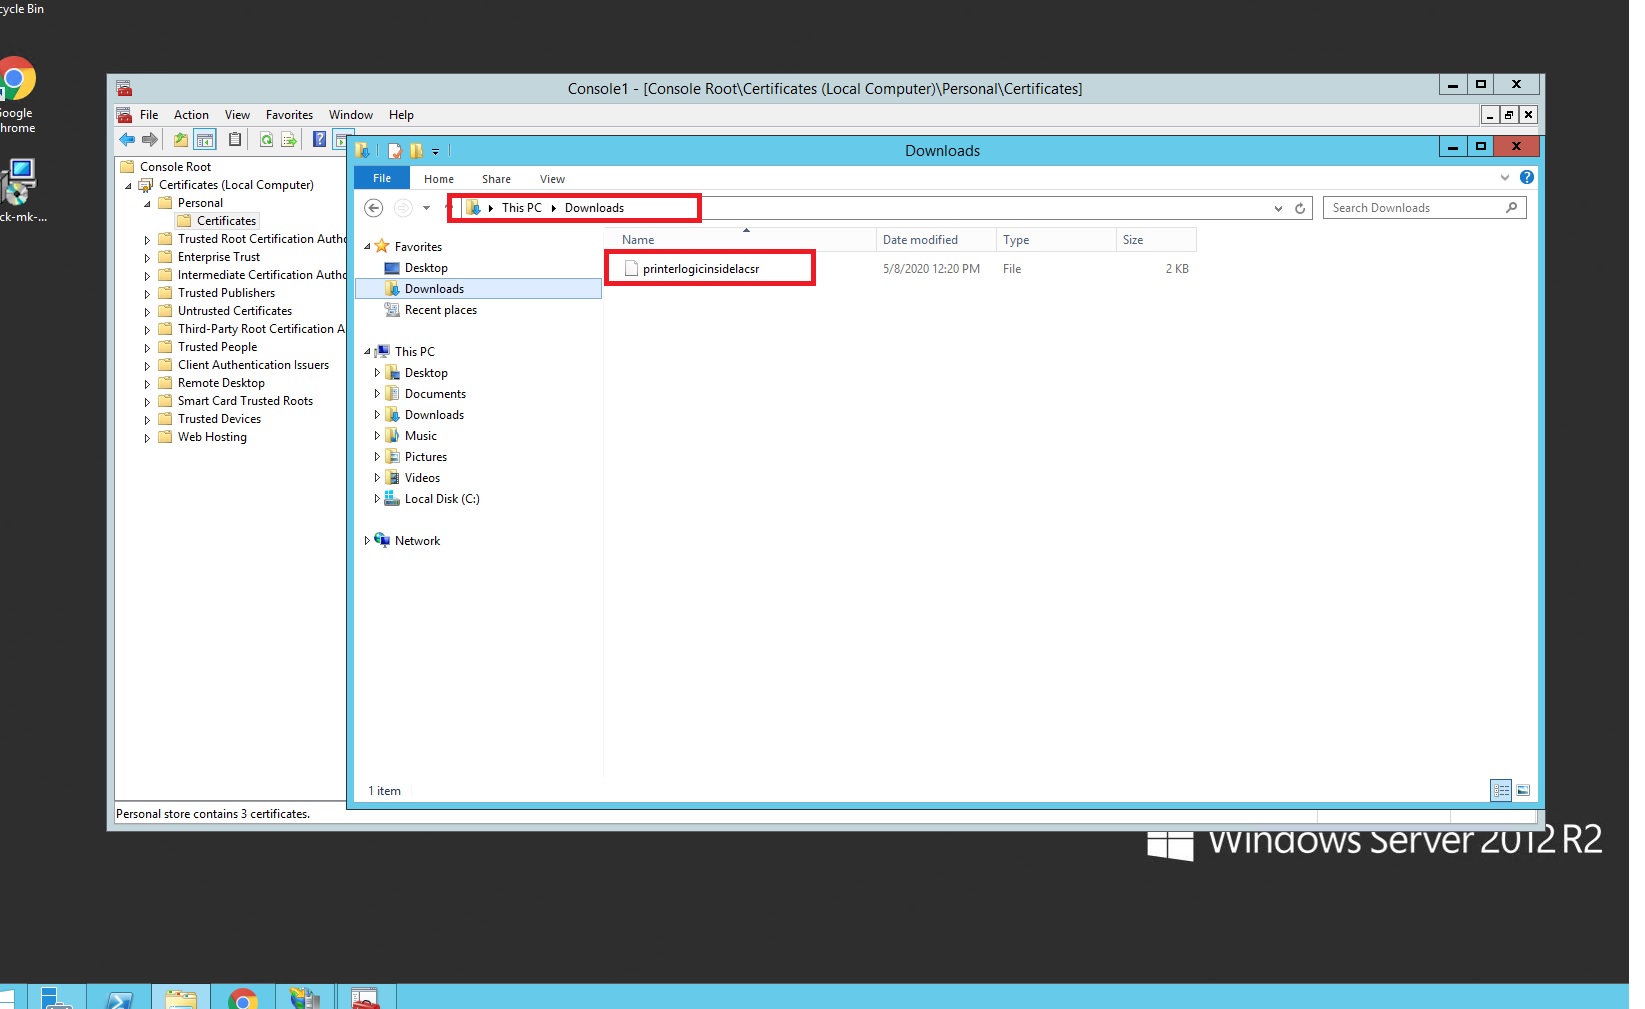 cycle Bin
Google
hrome
ck-mk-...
Console1 - [Console Root\Certificates (Local Computer)\Personal\Certificates]
File Action View Favorites Window Help
Console Root
Certificates (Local Computer)
Personal
Certificates
Trusted Root Certification Autho
Enterprise Trust
Intermediate Certification Autho
Trusted Publishers
Untrusted Certificates
Third-Party Root Certification A
Trusted People
Client Authentication Issuers
Remote Desktop
Smart Card Trusted Roots
Trusted Devices
Web Hosting
Personal store contains 3 certificates.
Downloads
File Home Share View
This PC Downloads
Search Downloads
Favorites
Desktop
Downloads
Recent places
This PC
Desktop
Documents
Downloads
Music
Pictures
Videos
Local Disk (C:)
Network
Name Date modified Type Size
printerlogicinsidelacsr 5/8/2020 12:20 PM File 2 KB
1 item
Windows Server 2012 R2